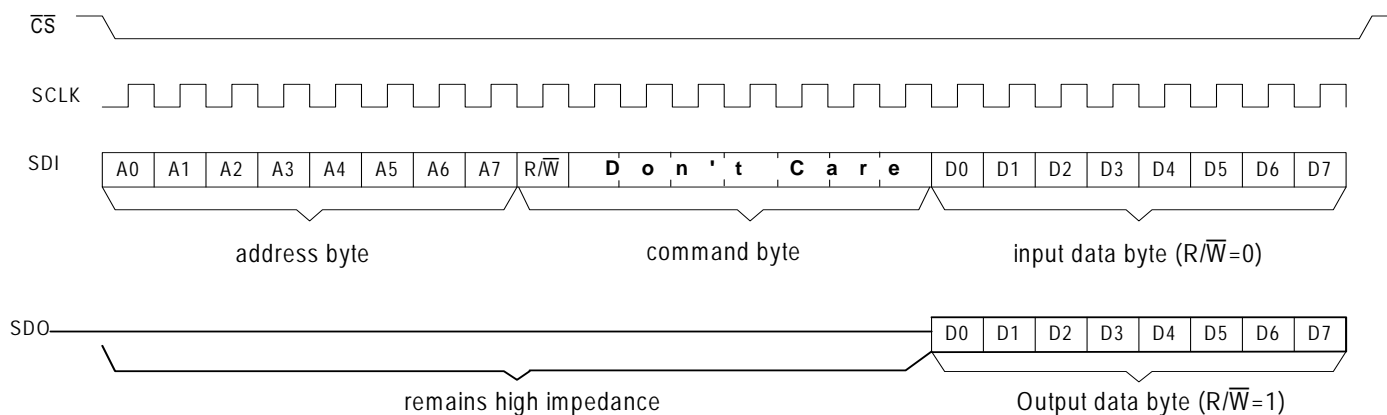 C̅S̅
SCLK
SDI A0 A1 A2 A3 A4 A5 A6 A7 R/W̅ Don't Care D0 D1 D2 D3 D4 D5 D6 D7
address byte command byte input data byte (R/W̅=0)
SDO D0 D1 D2 D3 D4 D5 D6 D7
remains high impedance Output data byte (R/W̅=1)